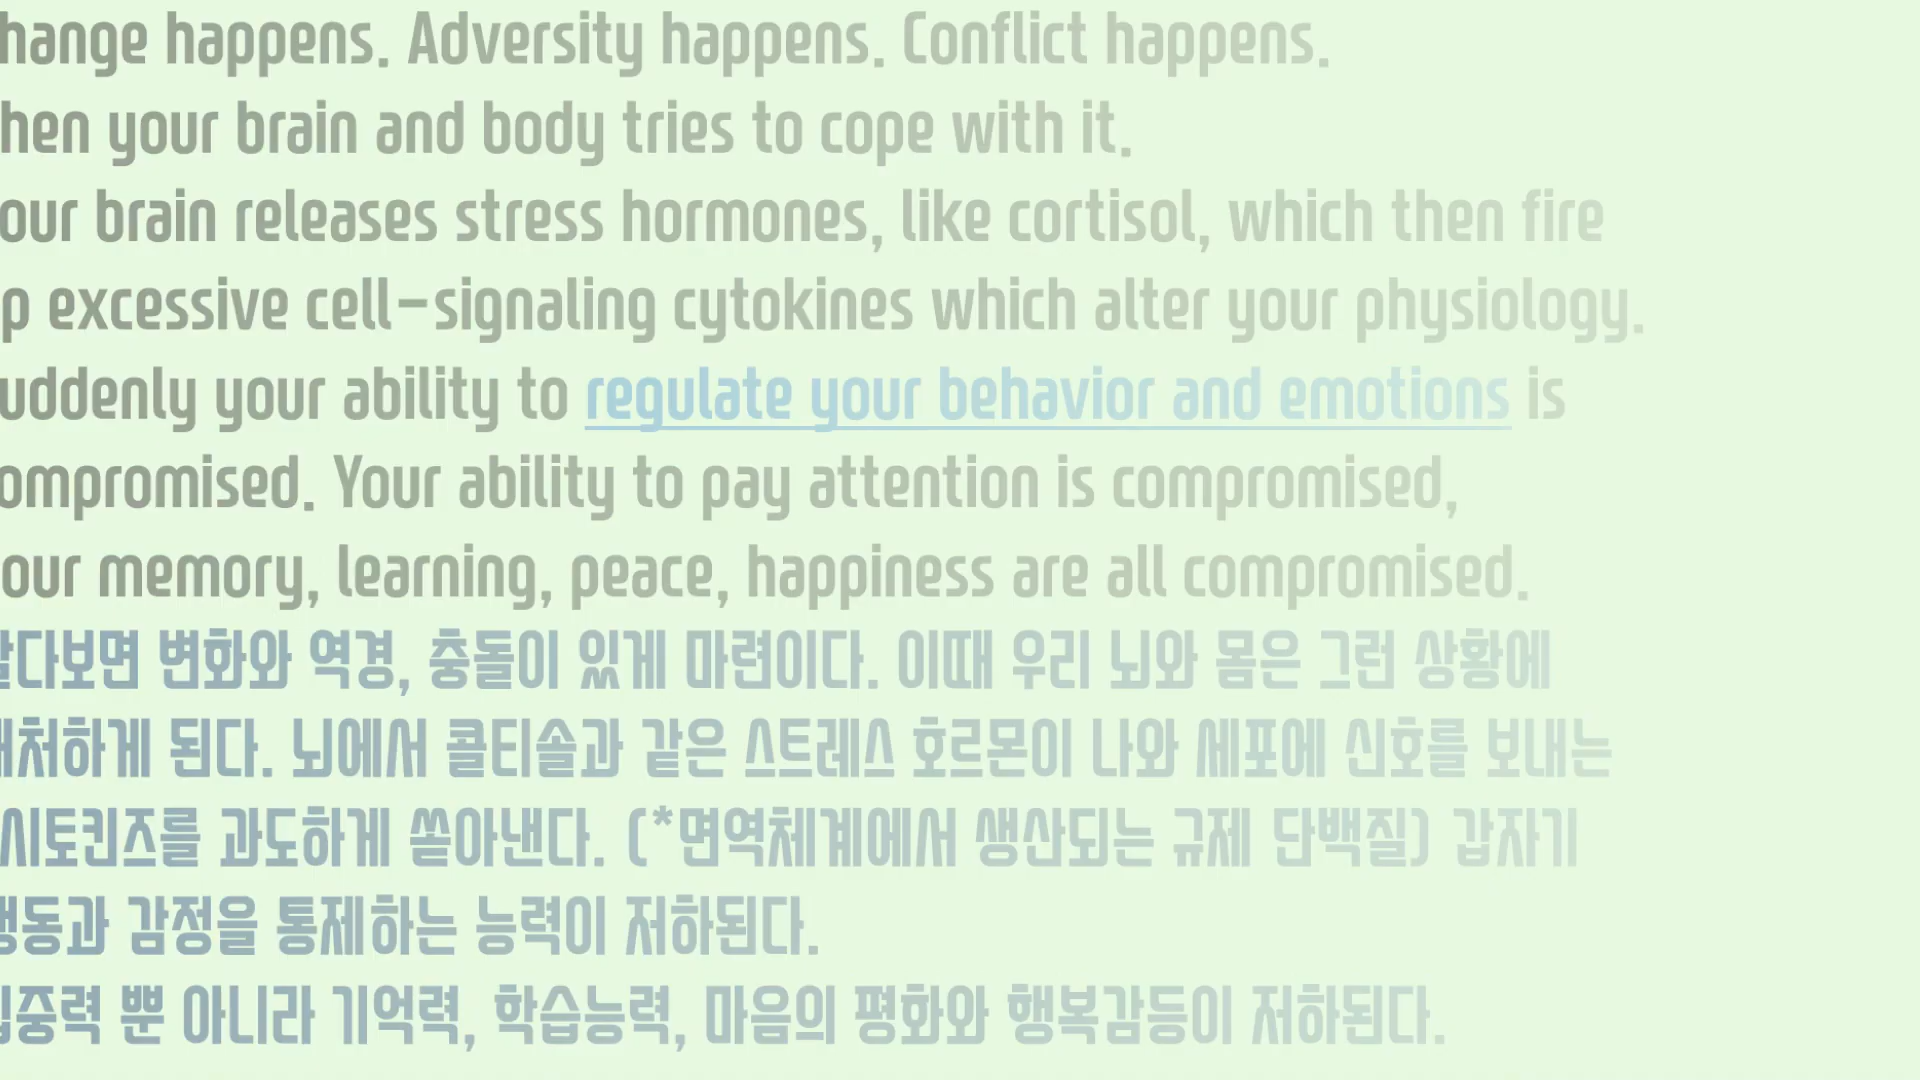 hange happens. Adversity happens. Conflict happens.
hen your brain and body tries to cope with it.
our brain releases stress hormones, like cortisol, which then fire
p excessive cell-signaling cytokines which alter your physiology.
uddenly your ability to regulate your behavior and emotions is
ompromised. Your ability to pay attention is compromised,
our memory, learning, peace, happiness are all compromised.
살다보면 변화와 역경, 충돌이 있게 마련이다. 이때 우리 뇌와 몸은 그런 상황에
대처하게 된다. 뇌에서 콜티솔과 같은 스트레스 호르몬이 나와 세포에 신호를 보내는
시토킨즈를 과도하게 쏟아낸다. (*면역체계에서 생산되는 규제 단백질) 갑자기
행동과 감정을 통제하는 능력이 저하된다.
집중력 뿐 아니라 기억력, 학습능력, 마음의 평화와 행복감등이 저하된다.